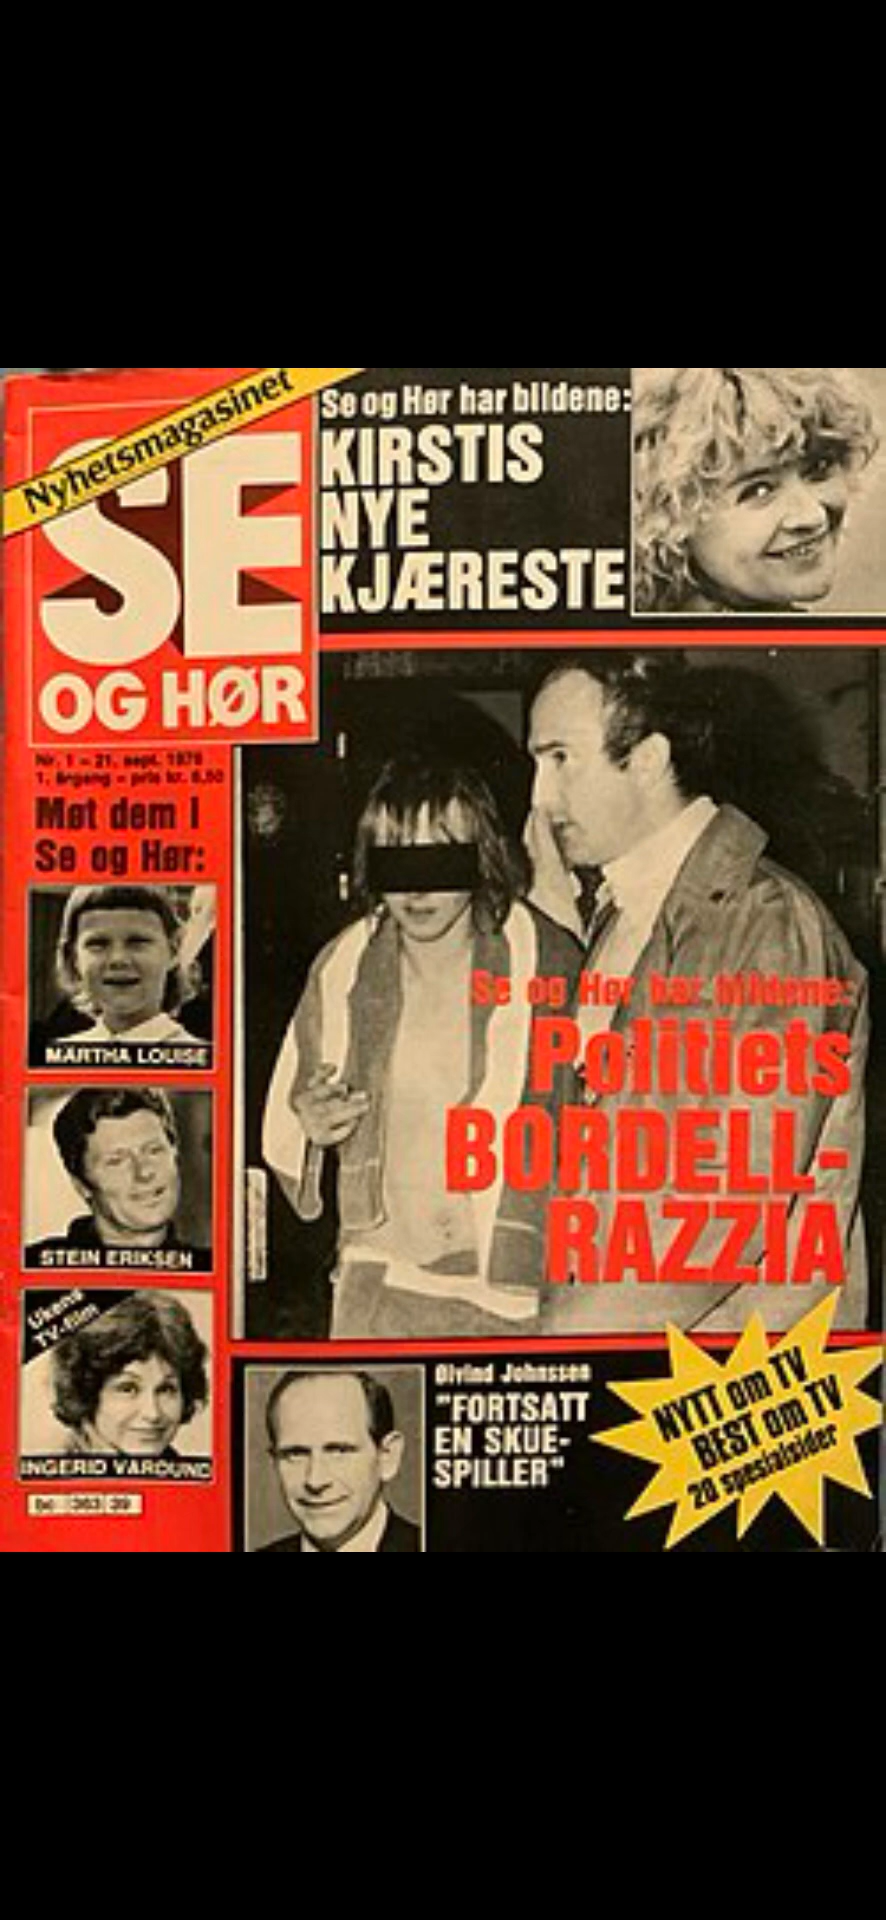 Nyhetsmagasinet
SE
OG HØR
Se og Hør har bildene:
KIRSTIS
NYE
KJÆRESTE
Nr. 1 – 21. sept. 1978
1. årgang – pris kr. 6,50
Møt dem i
Se og Hør:
MÄRTHA LOUISE
STEIN ERIKSEN
Ukens
TV-film
INGERID VARDUND
Se og Hør har bildene:
Politiets
BORDELL-
RAZZIA
Øivind Johnssen
"FORTSATT
EN SKUE-
SPILLER"
NYTT om TV
BEST om TV
20 spesialsider